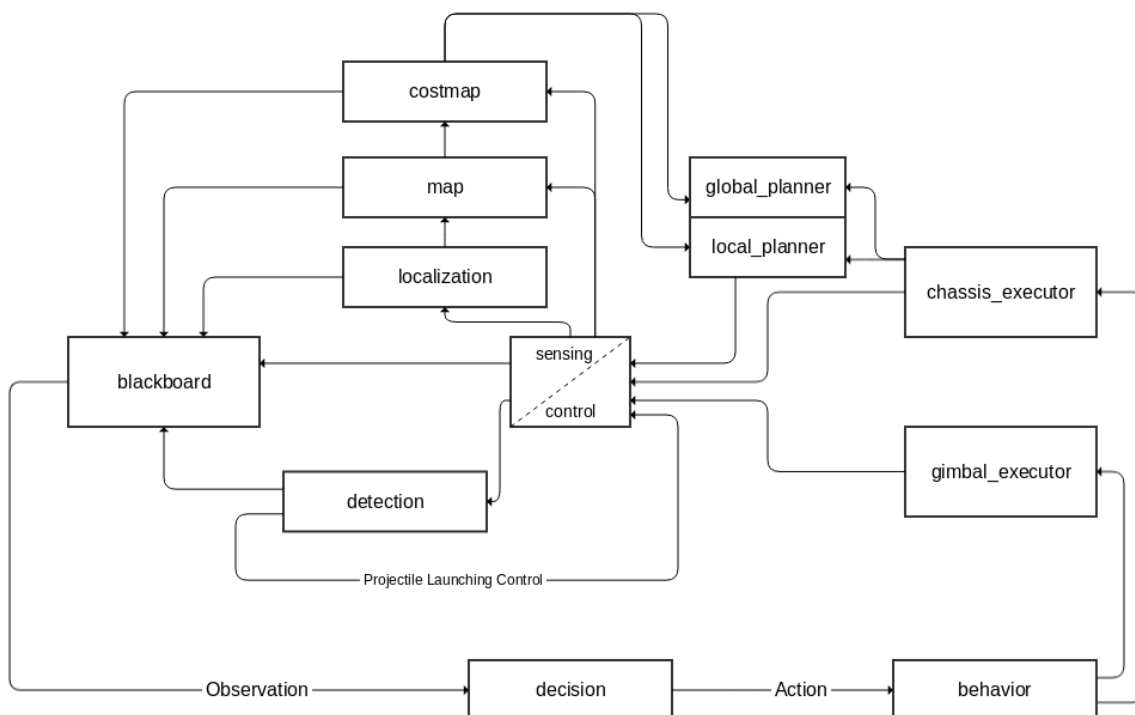 costmap
map
global_planner
local_planner
localization
chassis_executor
sensing
control
blackboard
gimbal_executor
detection
Projectile Launching Control
Observation
decision
Action
behavior